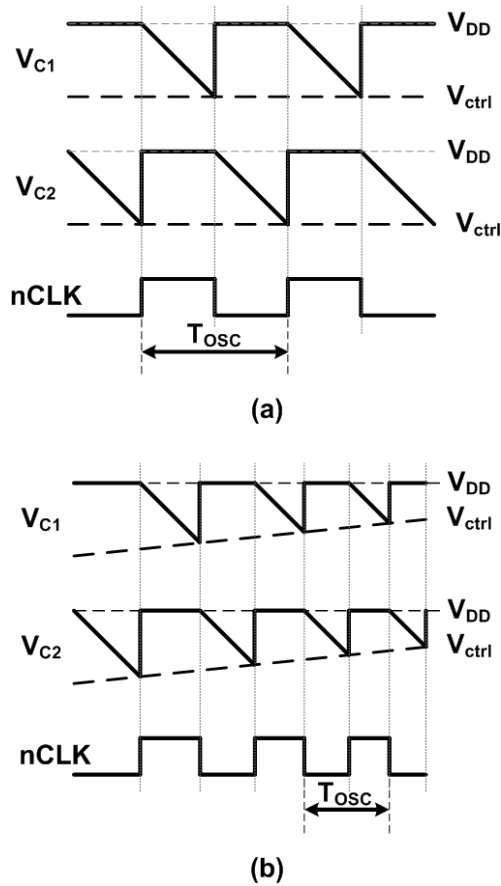 V_DD
V_C1
V_ctrl
V_DD
V_C2
V_ctrl
nCLK
T_OSC
(a)
V_DD
V_C1
V_ctrl
V_DD
V_C2
V_ctrl
nCLK
T_OSC
(b)